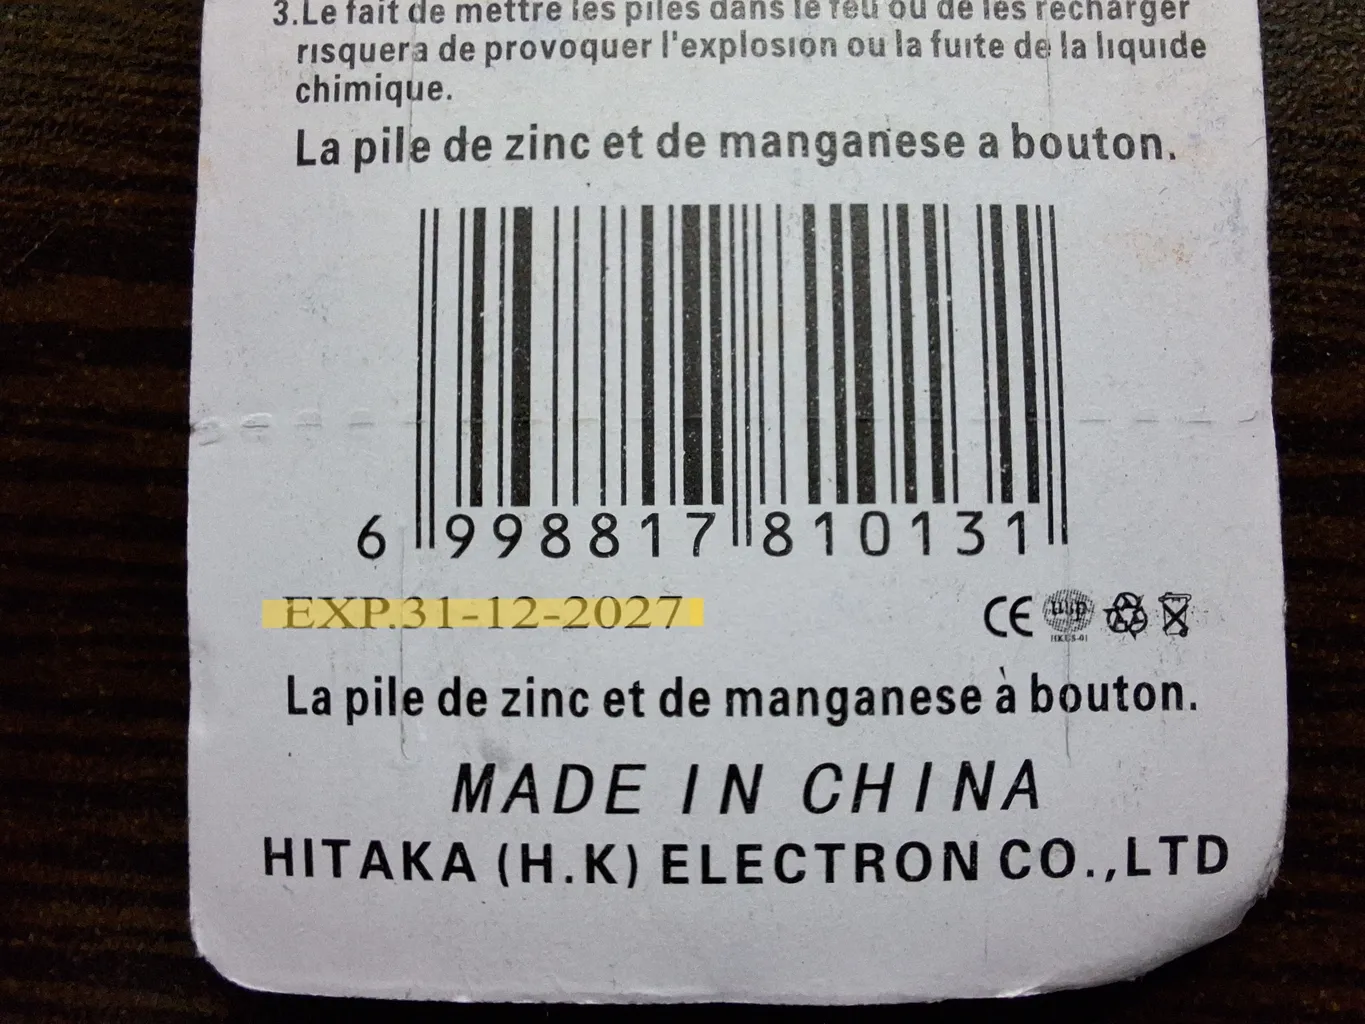 3.Le fait de mettre les piles dans le feu ou de les recharger
risquera de provoquer l'explosion ou la fuite de la liquide
chimique.
La pile de zinc et de manganese a bouton.
6 998817 810131
EXP.31-12-2027
CE
La pile de zinc et de manganese à bouton.
MADE IN CHINA
HITAKA (H.K) ELECTRON CO.,LTD